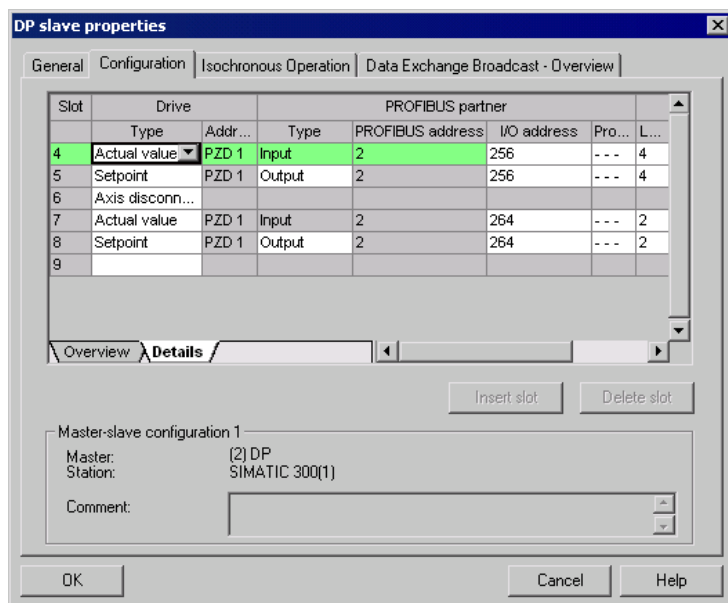 DP slave properties
General Configuration Isochronous Operation Data Exchange Broadcast - Overview
Slot Drive PROFIBUS partner
Type Addr... Type PROFIBUS address I/O address Pro... L...
4 Actual value PZD 1 Input 2 256 - - - 4
5 Setpoint PZD 1 Output 2 256 - - - 4
6 Axis disconn...
7 Actual value PZD 1 Input 2 264 - - - 2
8 Setpoint PZD 1 Output 2 264 - - - 2
9
Overview Details
Insert slot Delete slot
Master-slave configuration 1
Master: (2) DP
Station: SIMATIC 300(1)
Comment:
OK Cancel Help